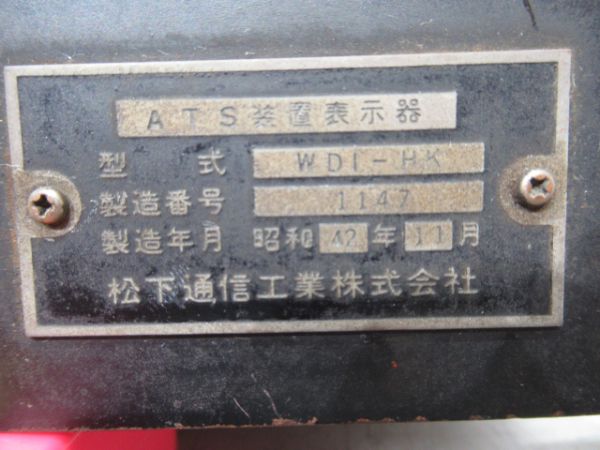 ATS装置表示器
型式 WDI-HK
製造番号 1147
製造年月 昭和42年11月
松下通信工業株式会社